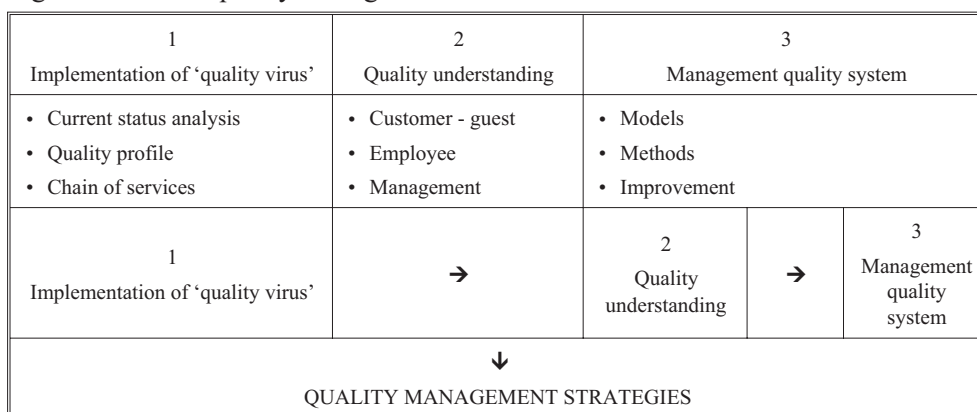 1
Implementation of ‘quality virus’
2
Quality understanding
3
Management quality system
• Current status analysis
• Quality profile
• Chain of services
• Customer - guest
• Employee
• Management
• Models
• Methods
• Improvement
1
Implementation of ‘quality virus’
→
2
Quality
understanding
→
3
Management
quality
system
↓
QUALITY MANAGEMENT STRATEGIES